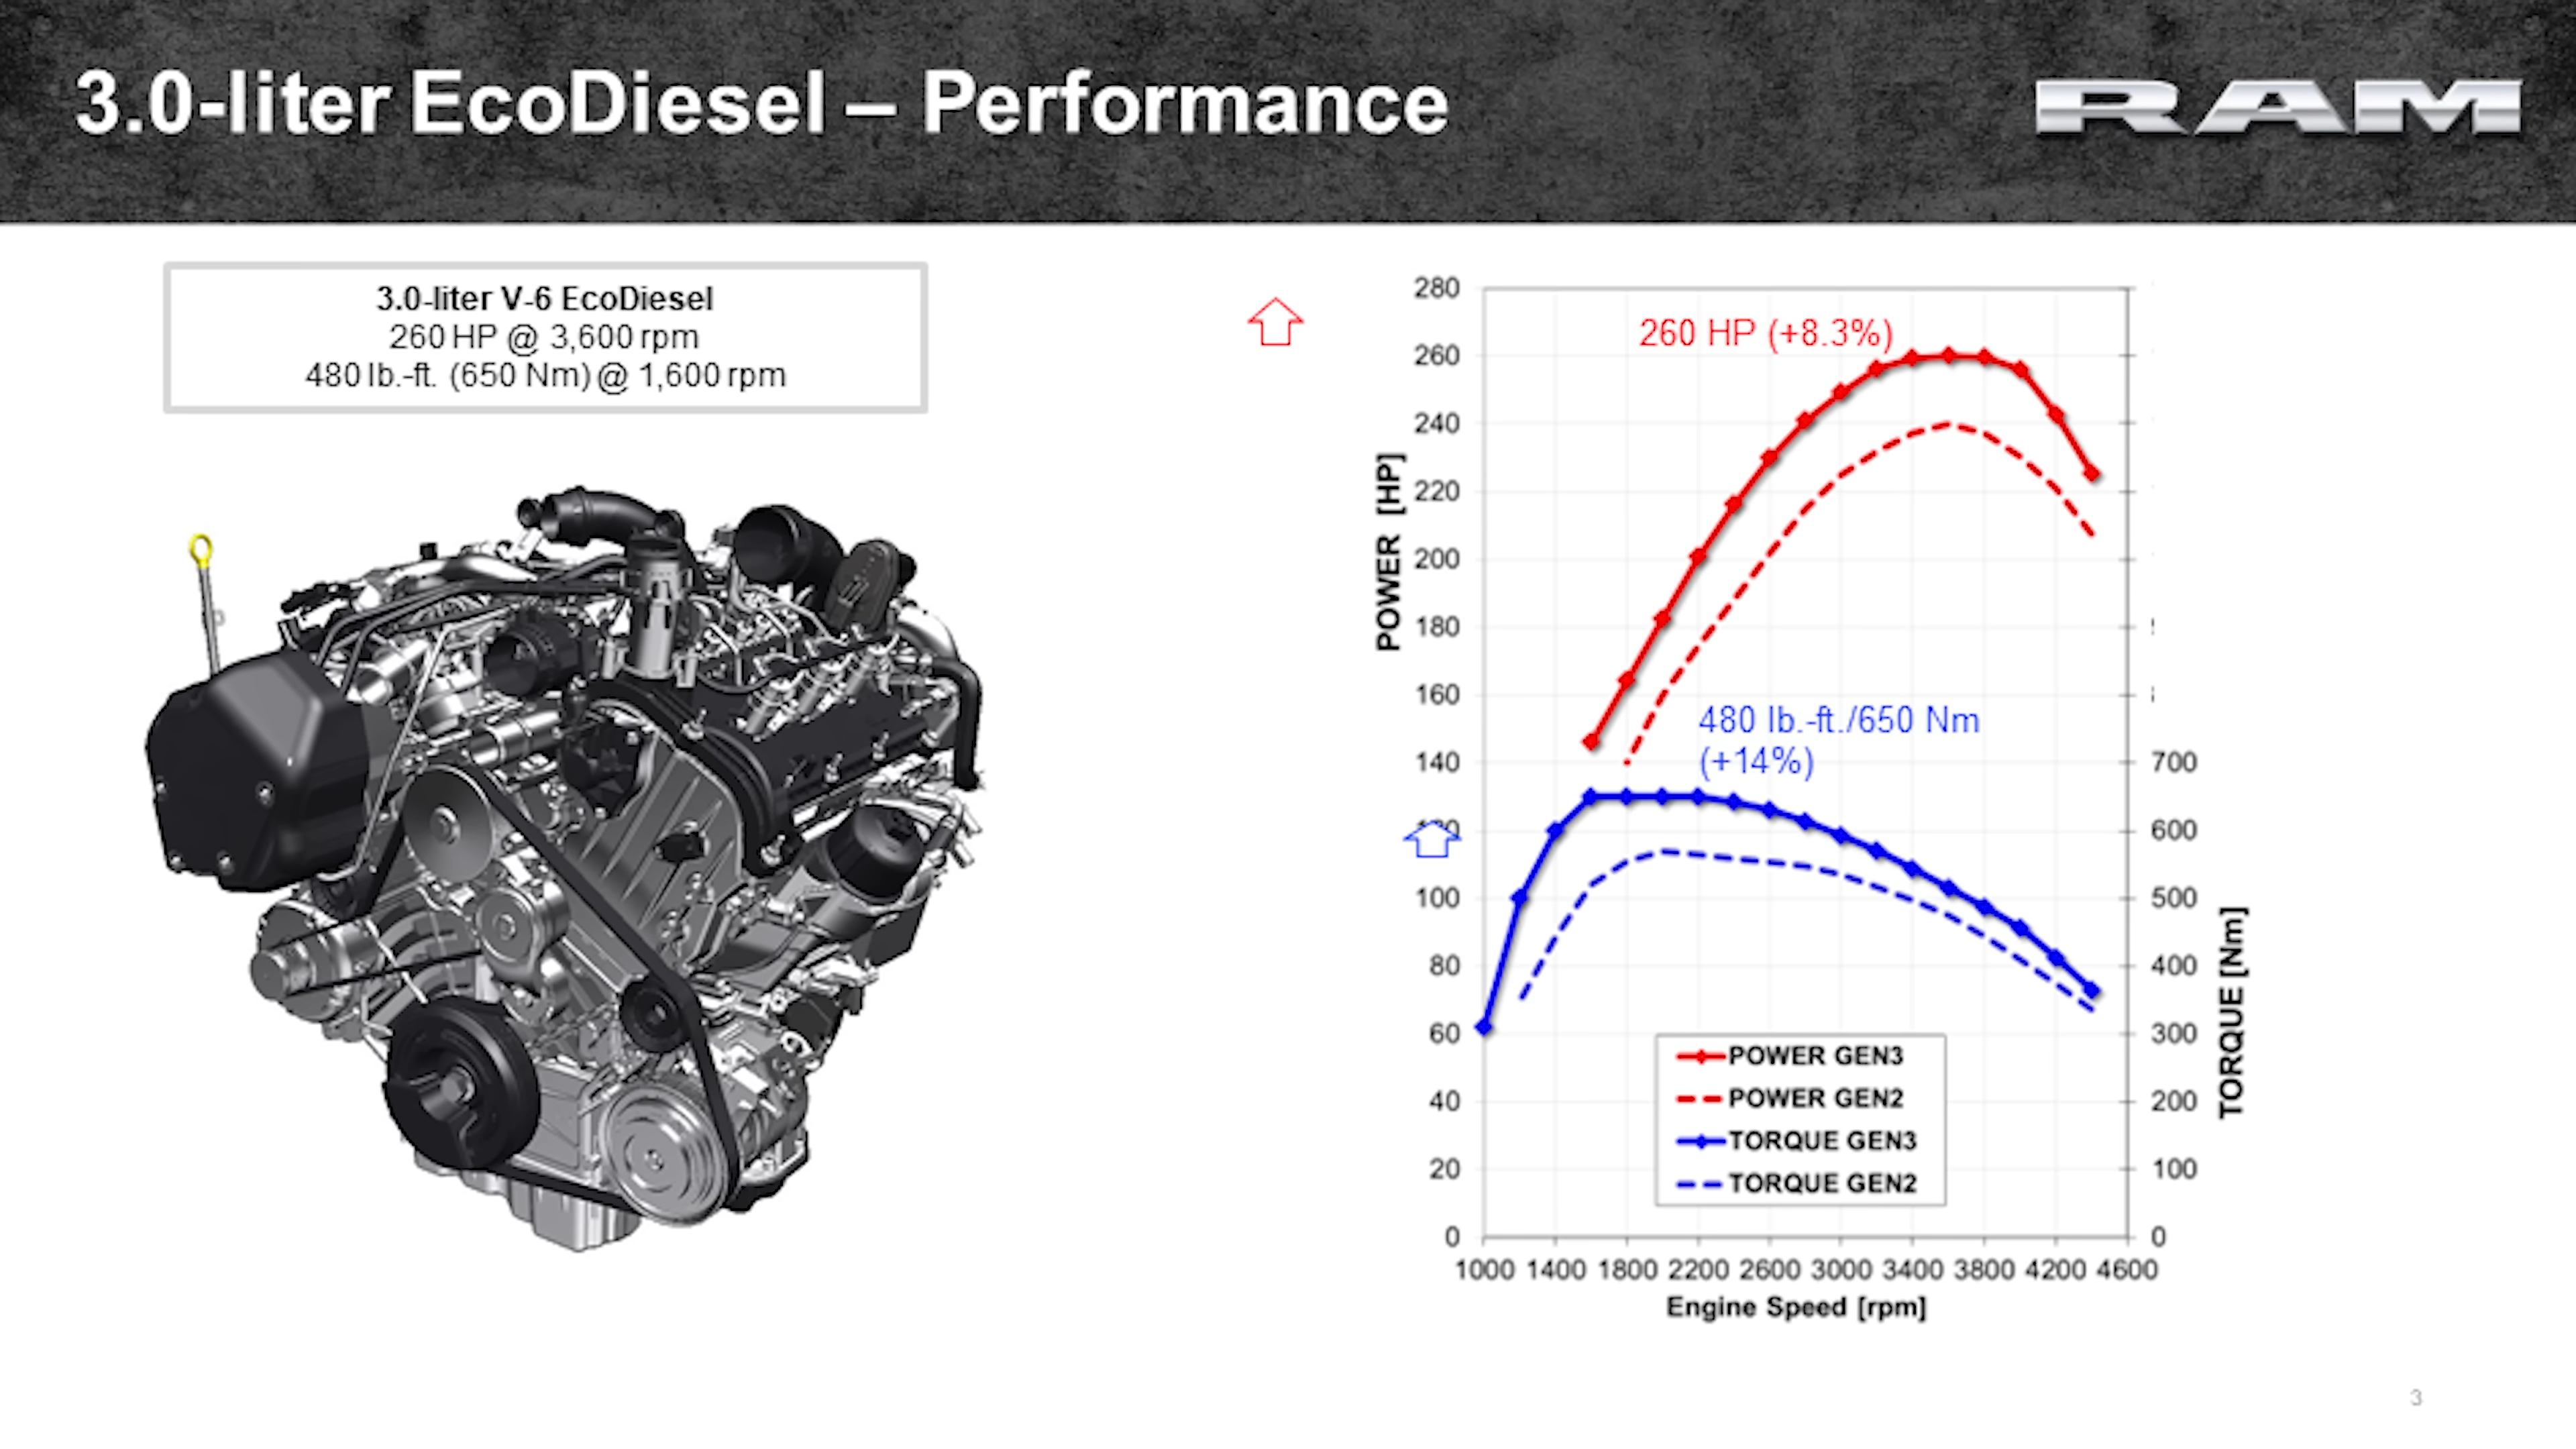 3.0-liter EcoDiesel – Performance
RAM
3.0-liter V-6 EcoDiesel
260 HP @ 3,600 rpm
480 lb.-ft. (650 Nm) @ 1,600 rpm
260 HP (+8.3%)
480 lb.-ft./650 Nm
(+14%)
POWER [HP]
280
260
240
220
200
180
160
140
100
80
60
40
20
0
700
600
500
400
300
200
100
0
TORQUE [Nm]
POWER GEN3
POWER GEN2
TORQUE GEN3
TORQUE GEN2
1000 1400 1800 2200 2600 3000 3400 3800 4200 4600
Engine Speed [rpm]
3